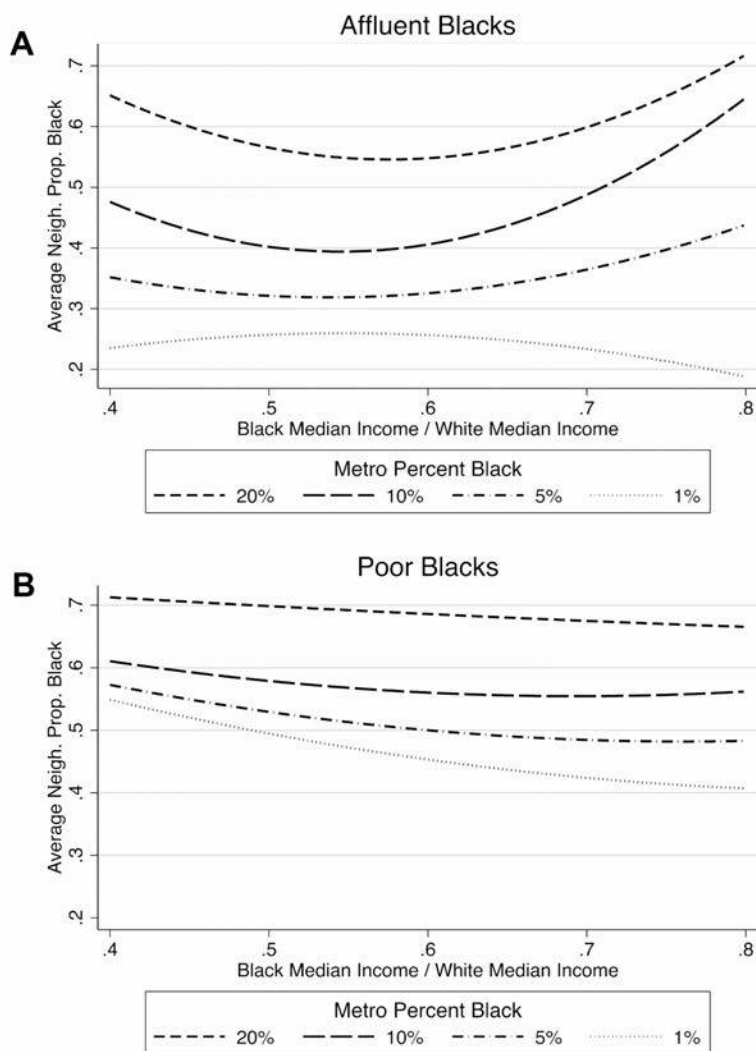 A
Affluent Blacks
Average Neigh. Prop. Black
.7
.6
.5
.4
.3
.2
.4 .5 .6 .7 .8
Black Median Income / White Median Income
Metro Percent Black
20% 10% 5% 1%
B
Poor Blacks
Average Neigh. Prop. Black
.7
.6
.5
.4
.3
.2
.4 .5 .6 .7 .8
Black Median Income / White Median Income
Metro Percent Black
20% 10% 5% 1%